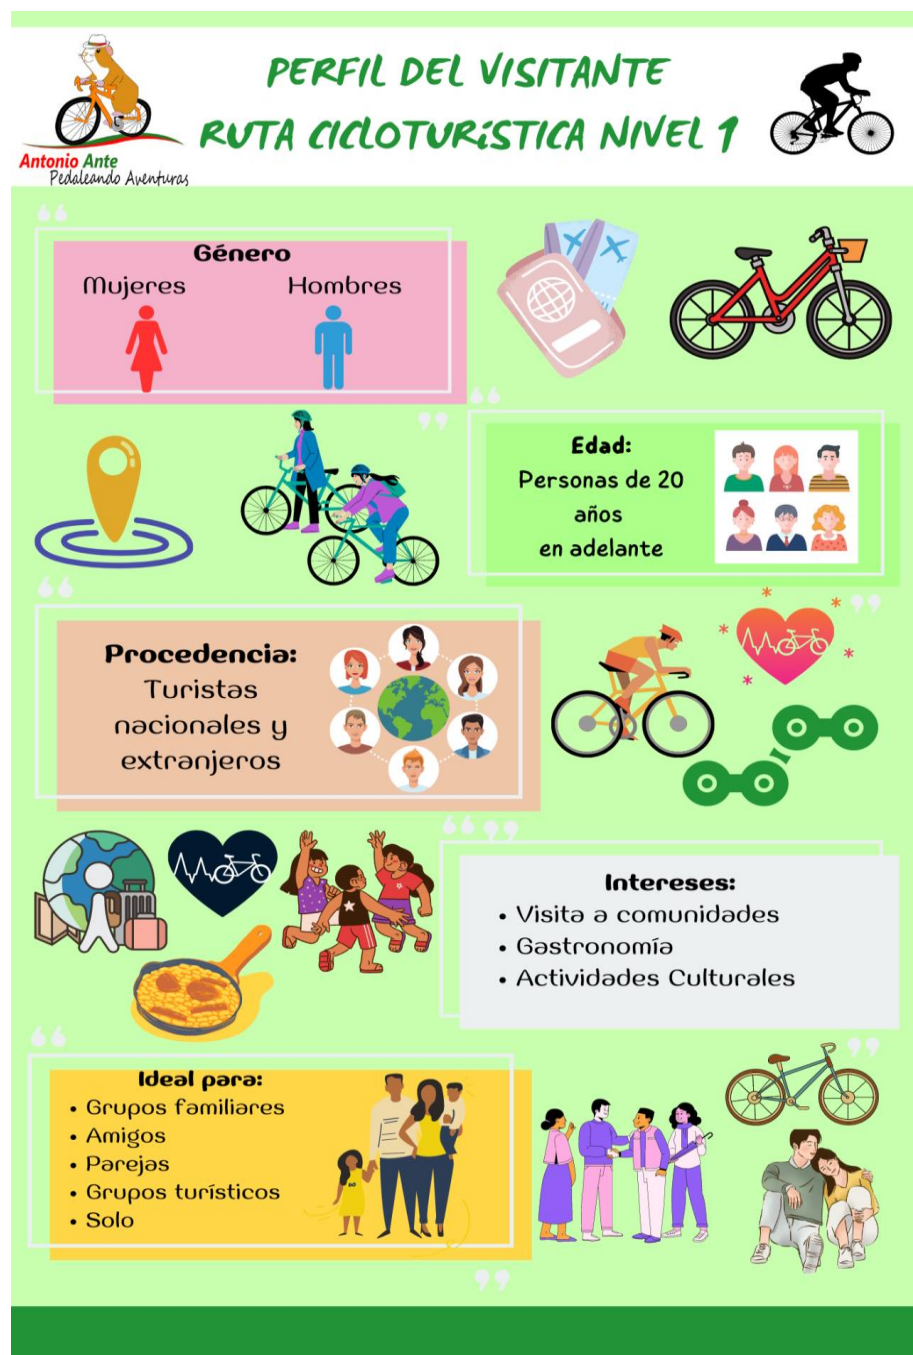 PERFIL DEL VISITANTE
RUTA CICLOTURíSTICA NIVEL 1
Antonio Ante
Pedaleando Aventuras
Género
Mujeres
Hombres
Edad:
Personas de 20
años
en adelante
Procedencia:
Turistas
nacionales y
extranjeros
Intereses:
• Visita a comunidades
• Gastronomía
• Actividades Culturales
Ideal para:
• Grupos familiares
• Amigos
• Parejas
• Grupos turísticos
• Solo